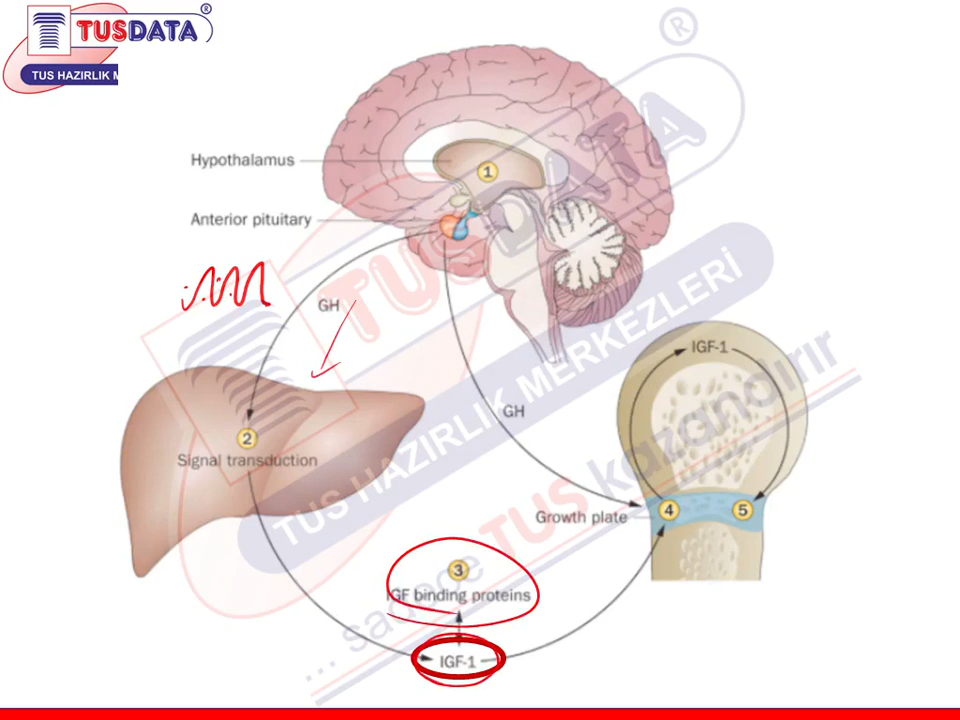 TUSDATA®
TUS HAZIRLIK M
®
Hypothalamus
1
Anterior pituitary
GH
IGF-1
GH
2
Signal transduction
4
5
Growth plate
3
IGF binding proteins
IGF-1
TUSDATA
TUS HAZIRLIK MERKEZLERİ
... sadece TUS kazandırır